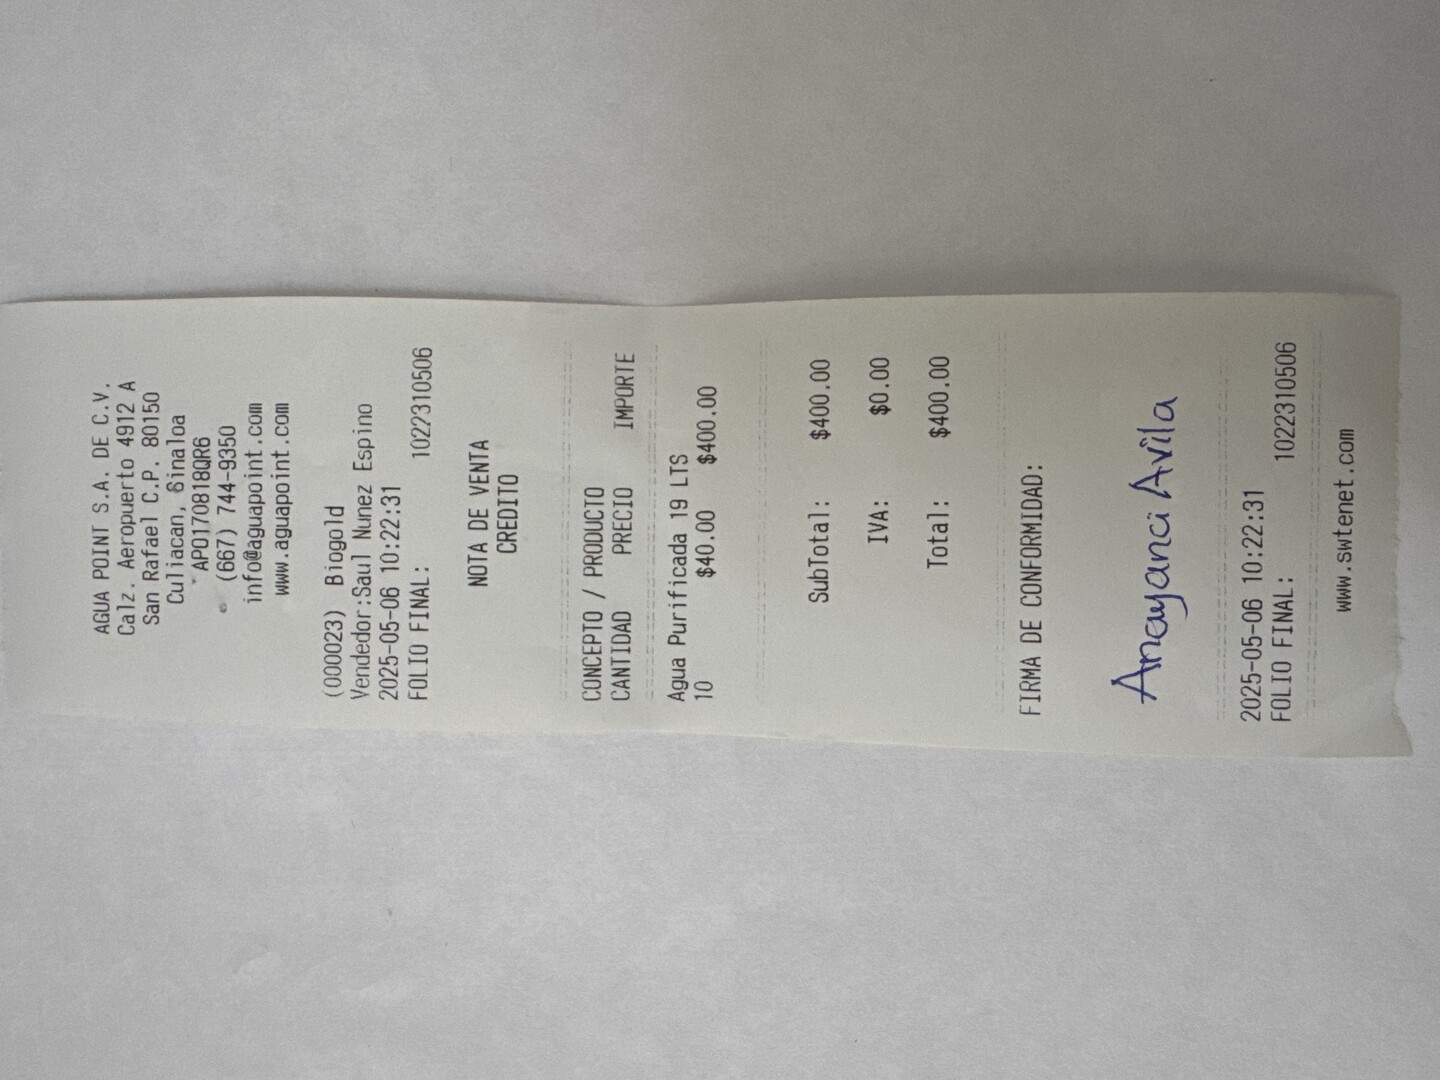 AGUA POINT S.A. DE C.V.
Calz. Aeropuerto 4912 A
San Rafael C.P. 80150
Culiacan, Sinaloa
APO170818QR6
(667) 744-9350
info@aguapoint.com
www.aguapoint.com
(000023) Biogold
Vendedor:Saul Nunez Espino
2025-05-06 10:22:31
FOLIO FINAL: 1022310506
NOTA DE VENTA
CREDITO
CONCEPTO / PRODUCTO
CANTIDAD PRECIO IMPORTE
Agua Purificada 19 LTS
10 $40.00 $400.00
SubTotal: $400.00
IVA: $0.00
Total: $400.00
FIRMA DE CONFORMIDAD:
Anayanci Avila
2025-05-06 10:22:31
FOLIO FINAL: 1022310506
www.swtenet.com